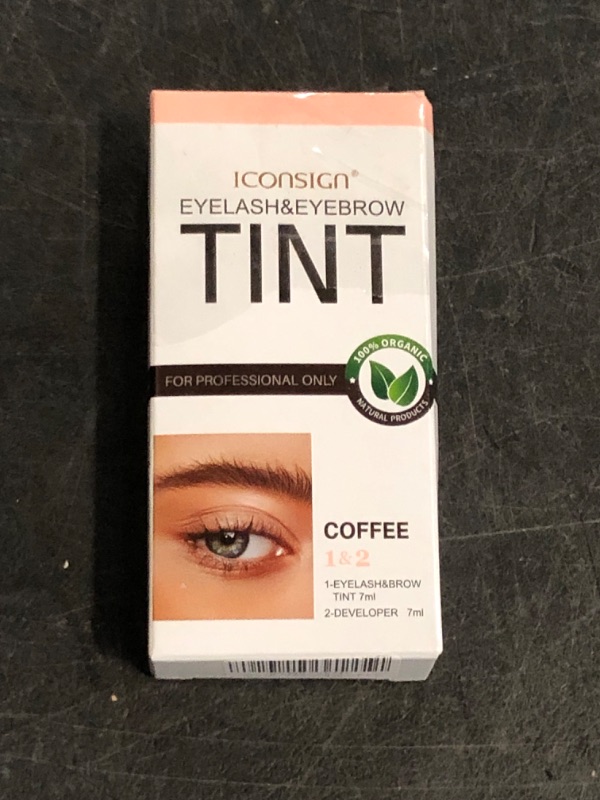 ICONSIGN®
EYELASH&EYEBROW
TINT
FOR PROFESSIONAL ONLY
100% ORGANIC
NATURAL PRODUCTS
COFFEE
1&2
1-EYELASH&BROW
TINT 7ml
2-DEVELOPER 7ml